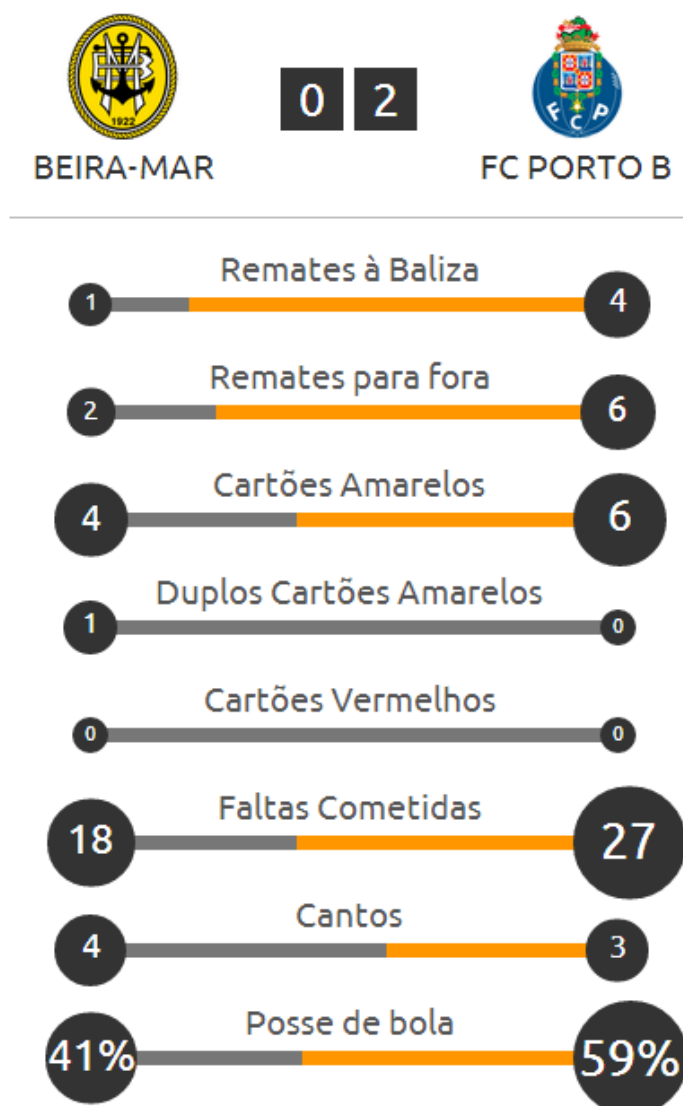 1922
FCP
0 2
BEIRA-MAR FC PORTO B
Remates à Baliza
1 4
Remates para fora
2 6
Cartões Amarelos
4 6
Duplos Cartões Amarelos
1 0
Cartões Vermelhos
0 0
Faltas Cometidas
18 27
Cantos
4 3
Posse de bola
41% 59%